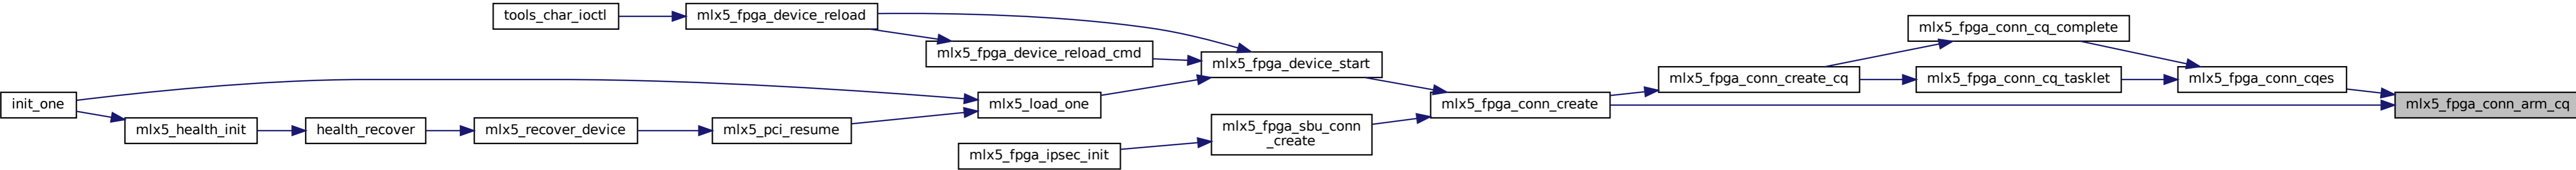 tools_char_ioctl
mlx5_fpga_device_reload
mlx5_fpga_conn_cq_complete
mlx5_fpga_device_reload_cmd
mlx5_fpga_device_start
mlx5_fpga_conn_create_cq
mlx5_fpga_conn_cq_tasklet
mlx5_fpga_conn_cqes
init_one
mlx5_load_one
mlx5_fpga_conn_create
mlx5_fpga_conn_arm_cq
mlx5_health_init
health_recover
mlx5_recover_device
mlx5_pci_resume
mlx5_fpga_sbu_conn
_create
mlx5_fpga_ipsec_init